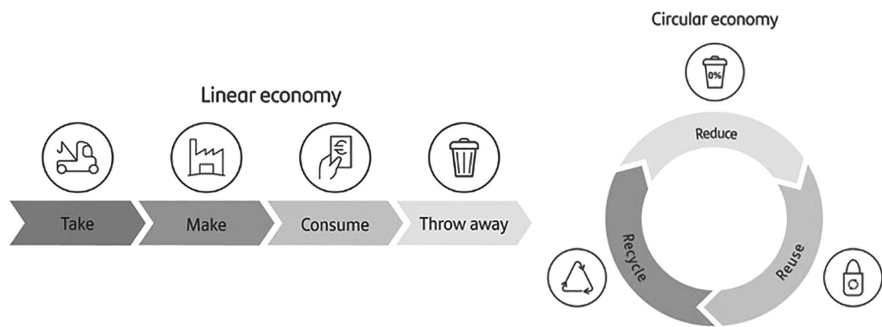 Linear economy
€
Take
Make
Consume
Throw away
Circular economy
0%
Reduce
Reuse
Recycle